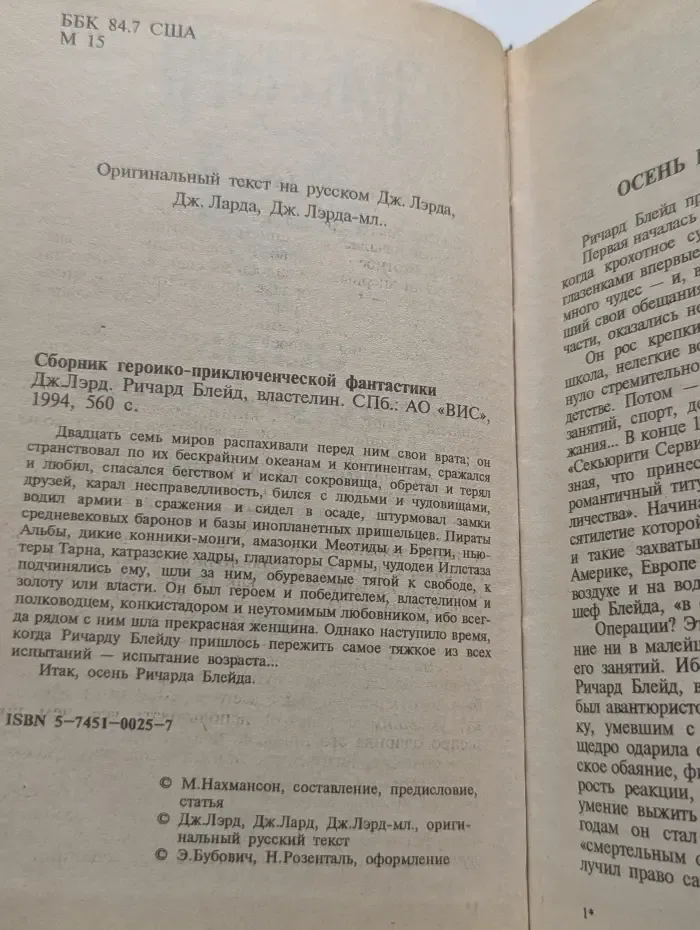 ББК 84.7 США
М 15
Оригинальный текст на русском Дж. Лэрда,
Дж. Ларда, Дж. Лэрда-мл..
Сборник героико-приключенческой фантастики
Дж.Лэрд. Ричард Блейд, властелин. СПб.: АО «ВИС»,
1994, 560 с.
Двадцать семь миров распахивали перед ним свои врата; он
странствовал по их бескрайним океанам и континентам, сражался
и любил, спасался бегством и искал сокровища, обретал и терял
друзей, карал несправедливость, бился с людьми и чудовищами,
водил армии в сражения и сидел в осаде, штурмовал замки
средневековых баронов и базы инопланетных пришельцев. Пираты
Альбы, дикие конники-монги, амазонки Меотиды и Брегги, нью-
теры Тарна, катразские хадры, гладиаторы Сармы, чудодеи Иглстаза
подчинялись ему, шли за ним, обуреваемые тягой к свободе, к
золоту или власти. Он был героем и победителем, властелином и
полководцем, конкистадором и неутомимым любовником, ибо всег-
да рядом с ним шла прекрасная женщина. Однако наступило время,
когда Ричарду Блейду пришлось пережить самое тяжкое из всех
испытаний — испытание возраста...
Итак, осень Ричарда Блейда.
ISBN 5-7451-0025-7
© М.Нахмансон, составление, предисловие,
статья
© Дж.Лэрд, Дж.Лард, Дж.Лэрд-мл., ориги-
нальный русский текст
© Э.Бубович, Н.Розенталь, оформление
ОСЕНЬ
Ричард Блейд
Первая началась
когда крохотное
глазенками впервые
много чудес — и,
ший свои обещания
части, оказались
Он рос крепки
школа, нелегкие
нуло стремительно
детстве. Потом —
занятий, спорт,
жания... В конце 1
«Секьюрити Серви
зная, что принес
романтичный титу
личества». Начина
сятилетие которой
и такие захваты
Америке, Европе
воздухе и на вод
шеф Блейда, «в
Операции? Эт
ние ни в малейш
его занятий. Иб
Ричард Блейд, в
был авантюристо
ку, умевшим с
щедро одарила
ское обаяние, фи
рость реакции,
умение выжить
годам он стал
«смертельным
лучил право са
1*